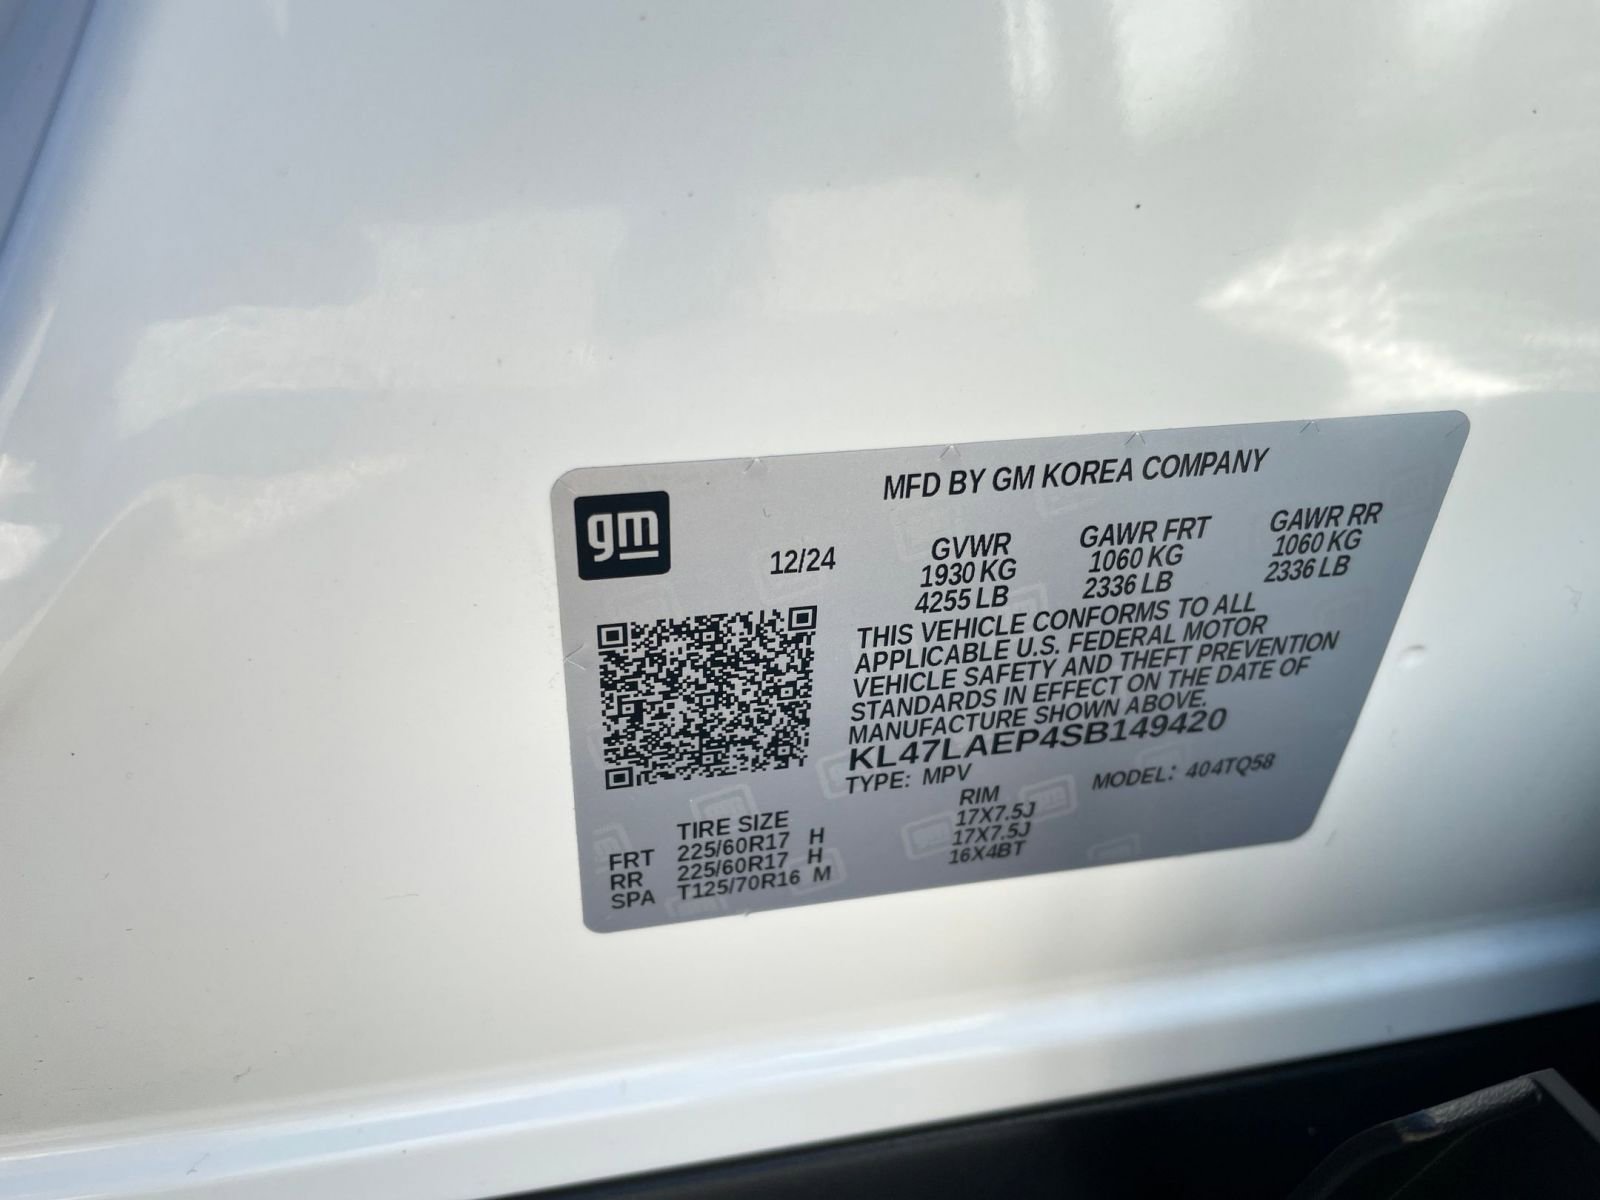 MFD BY GM KOREA COMPANY
gm
12/24
GVWR GAWR FRT GAWR RR
1930 KG 1060 KG 1060 KG
4255 LB 2336 LB 2336 LB
THIS VEHICLE CONFORMS TO ALL
APPLICABLE U.S. FEDERAL MOTOR
VEHICLE SAFETY AND THEFT PREVENTION
STANDARDS IN EFFECT ON THE DATE OF
MANUFACTURE SHOWN ABOVE.
KL47LAEP4SB149420
TYPE: MPV MODEL: 404TQ58
TIRE SIZE RIM
FRT 225/60R17 H 17X7.5J
RR 225/60R17 H 17X7.5J
SPA T125/70R16 M 16X4BT